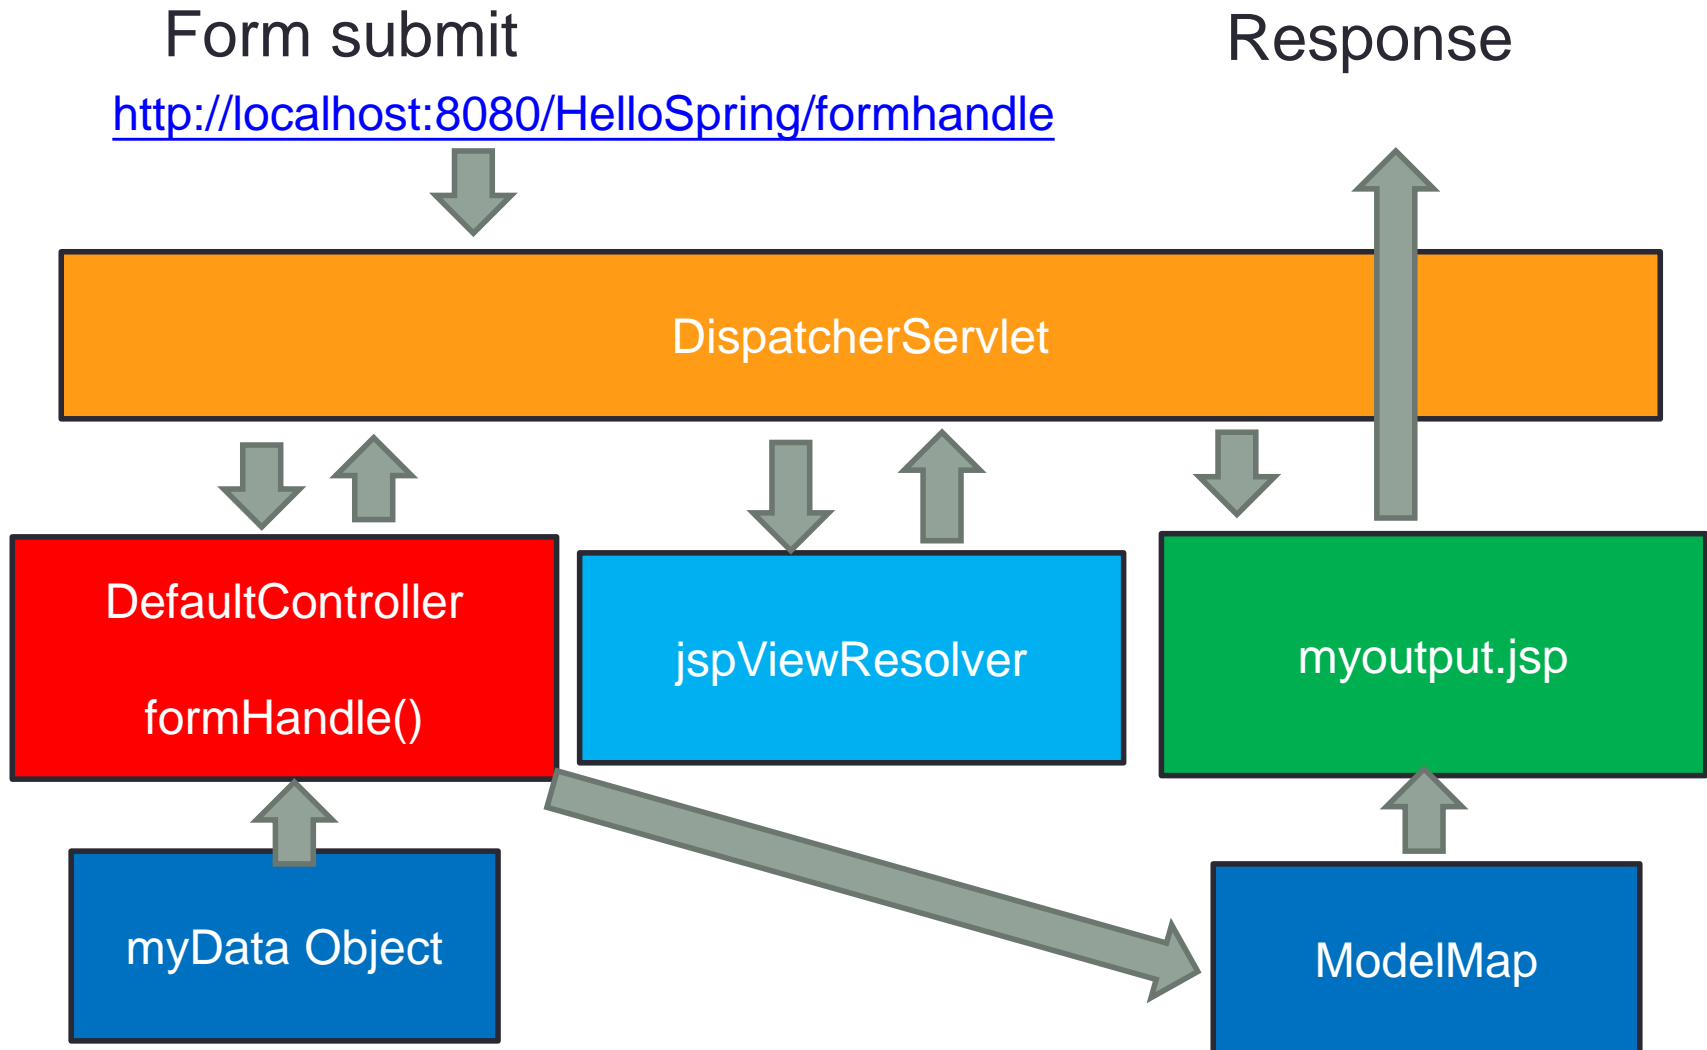 Form submit
Response
http://localhost:8080/HelloSpring/formhandle
DispatcherServlet
DefaultController
formHandle()
jspViewResolver
myoutput.jsp
myData Object
ModelMap